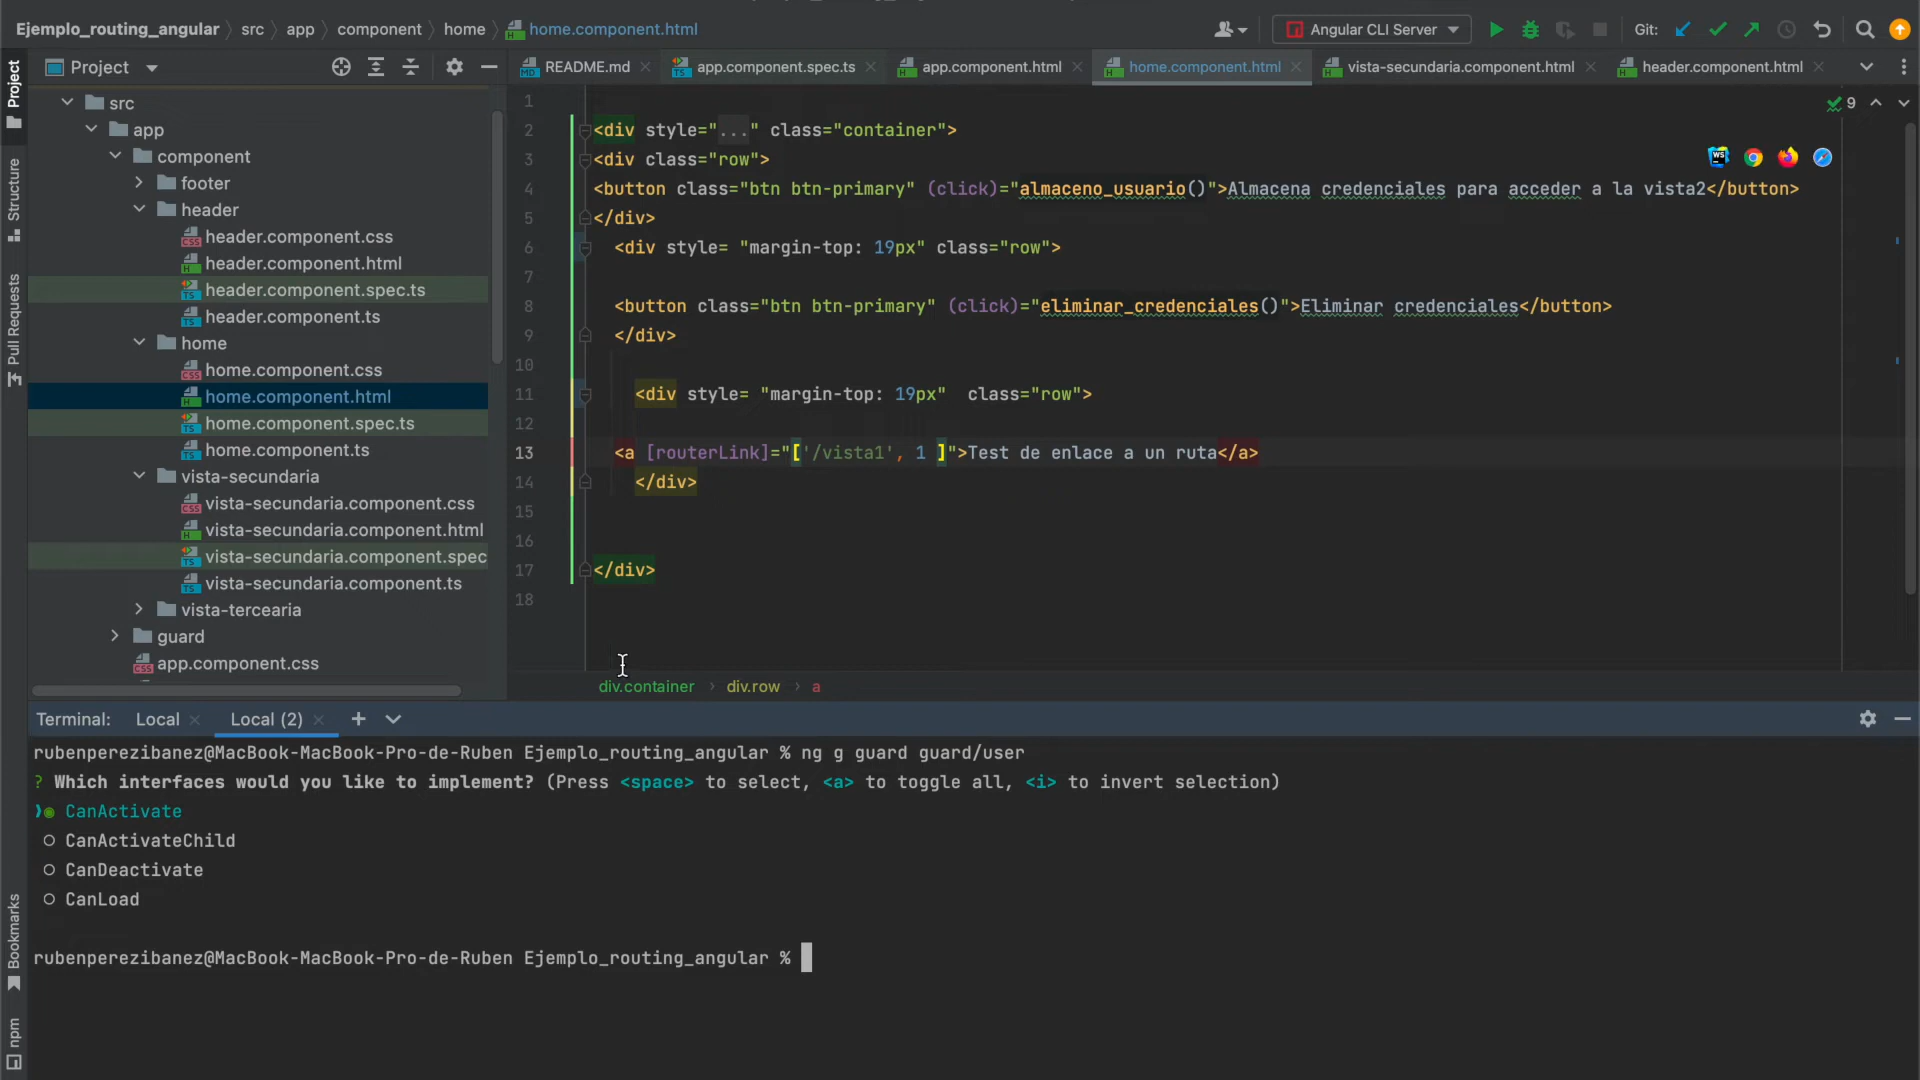 Ejemplo_routing_angular src app component home home.component.html
Angular CLI Server Git:
Project
README.md app.component.spec.ts app.component.html home.component.html vista-secundaria.component.html header.component.html
Project
Structure
Pull Requests
Bookmarks
npm
src
app
component
footer
header
header.component.css
header.component.html
header.component.spec.ts
header.component.ts
home
home.component.css
home.component.html
home.component.spec.ts
home.component.ts
vista-secundaria
vista-secundaria.component.css
vista-secundaria.component.html
vista-secundaria.component.spec
vista-secundaria.component.ts
vista-tercearia
guard
app.component.css
9
1
2 <div style="..." class="container">
3 <div class="row">
4 <button class="btn btn-primary" (click)="almaceno_usuario()">Almacena credenciales para acceder a la vista2</button>
5 </div>
6 <div style= "margin-top: 19px" class="row">
7
8 <button class="btn btn-primary" (click)="eliminar_credenciales()">Eliminar credenciales</button>
9 </div>
10
11 <div style= "margin-top: 19px"  class="row">
12
13 <a [routerLink]="['/vista1', 1 ]">Test de enlace a un ruta</a>
14 </div>
15
16
17 </div>
18
div.container div.row a
Terminal: Local Local (2)
rubenperezibanez@MacBook-MacBook-Pro-de-Ruben Ejemplo_routing_angular % ng g guard guard/user
? Which interfaces would you like to implement? (Press <space> to select, <a> to toggle all, <i> to invert selection)
❯◉ CanActivate
◯ CanActivateChild
◯ CanDeactivate
◯ CanLoad
rubenperezibanez@MacBook-MacBook-Pro-de-Ruben Ejemplo_routing_angular %